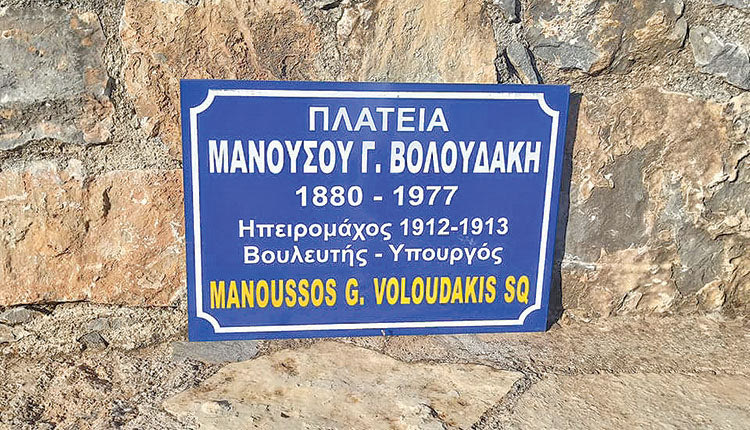 ΠΛΑΤΕΙΑ
ΜΑΝΟΥΣΟΥ Γ. ΒΟΛΟΥΔΑΚΗ
1880 - 1977
Ηπειρομάχος 1912-1913
Βουλευτής - Υπουργός
MANOUSSOS G. VOLOUDAKIS SQ